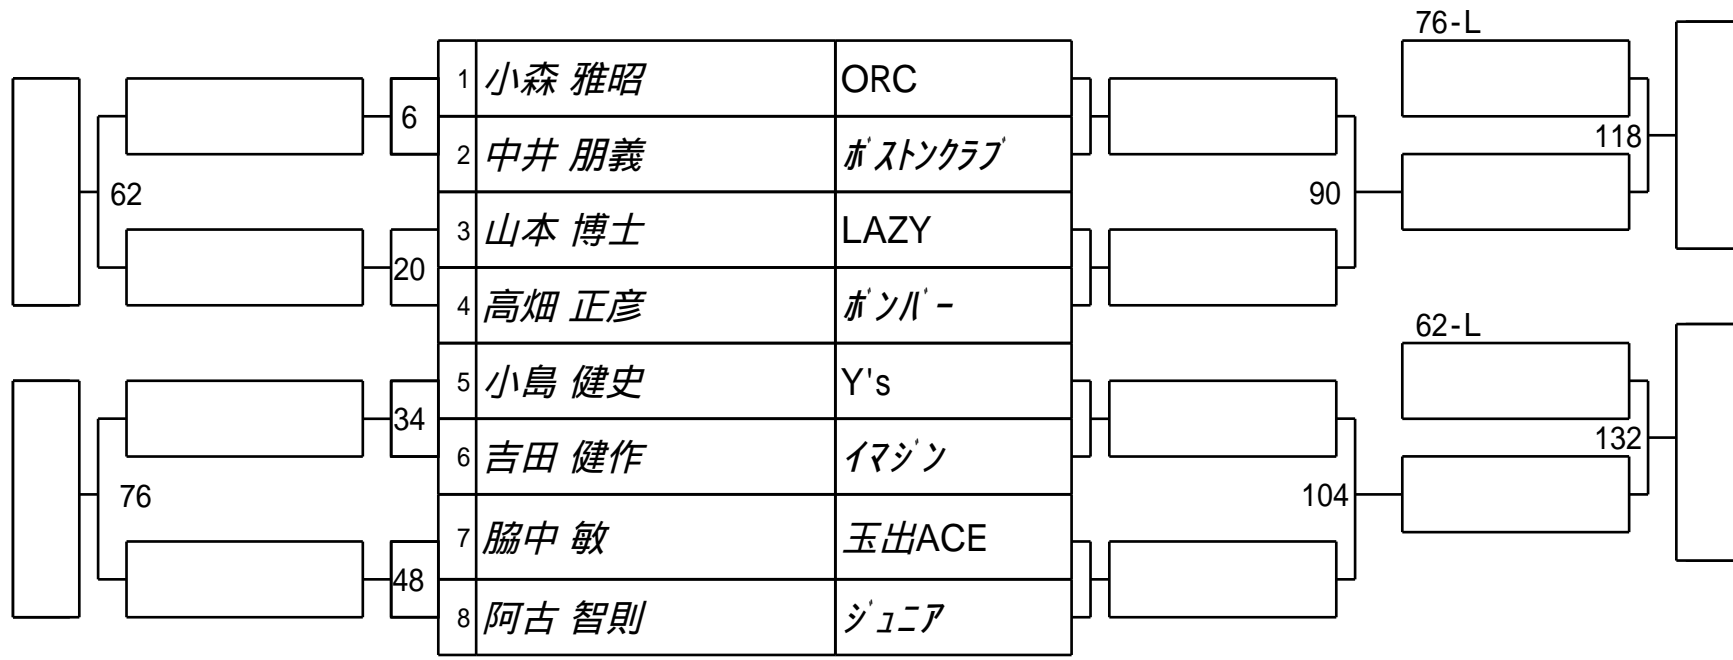 76-L
1 小森 雅昭 ORC
6
118
2 中井 朋義 ﾎﾞｽﾄﾝｸﾗﾌﾞ
62
90
3 山本 博士 LAZY
20
4 高畑 正彦 ﾎﾞﾝﾊﾞｰ
62-L
5 小島 健史 Y's
34
132
6 吉田 健作 ｲﾏｼﾞﾝ
76
104
7 脇中 敏 玉出ACE
48
8 阿古 智則 ｼﾞｭﾆｱ